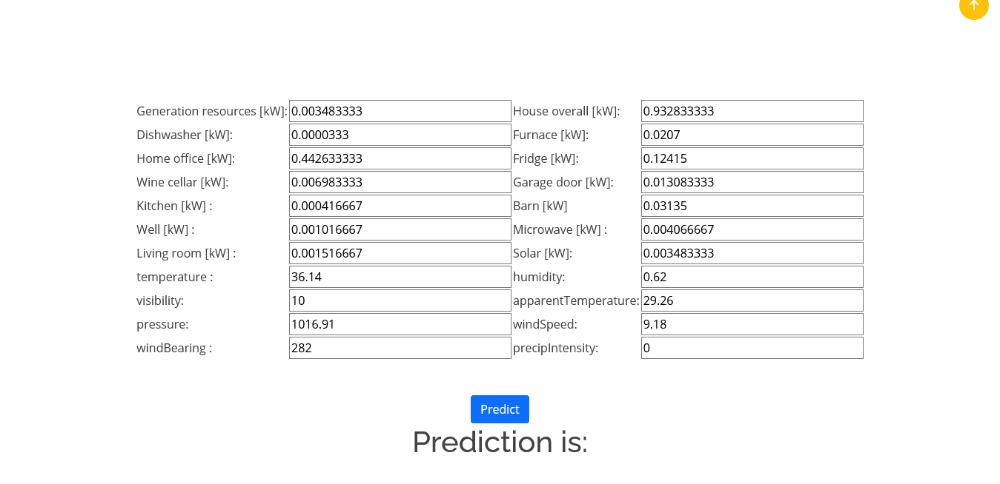 Generation resources [kW]: 0.003483333 House overall [kW]: 0.932833333
Dishwasher [kW]: 0.0000333 Furnace [kW]: 0.0207
Home office [kW]: 0.442633333 Fridge [kW]: 0.12415
Wine cellar [kW]: 0.006983333 Garage door [kW]: 0.013083333
Kitchen [kW] : 0.000416667 Barn [kW] 0.03135
Well [kW] : 0.001016667 Microwave [kW] : 0.004066667
Living room [kW] : 0.001516667 Solar [kW]: 0.003483333
temperature : 36.14 humidity: 0.62
visibility: 10 apparentTemperature: 29.26
pressure: 1016.91 windSpeed: 9.18
windBearing : 282 precipIntensity: 0
Predict
Prediction is: